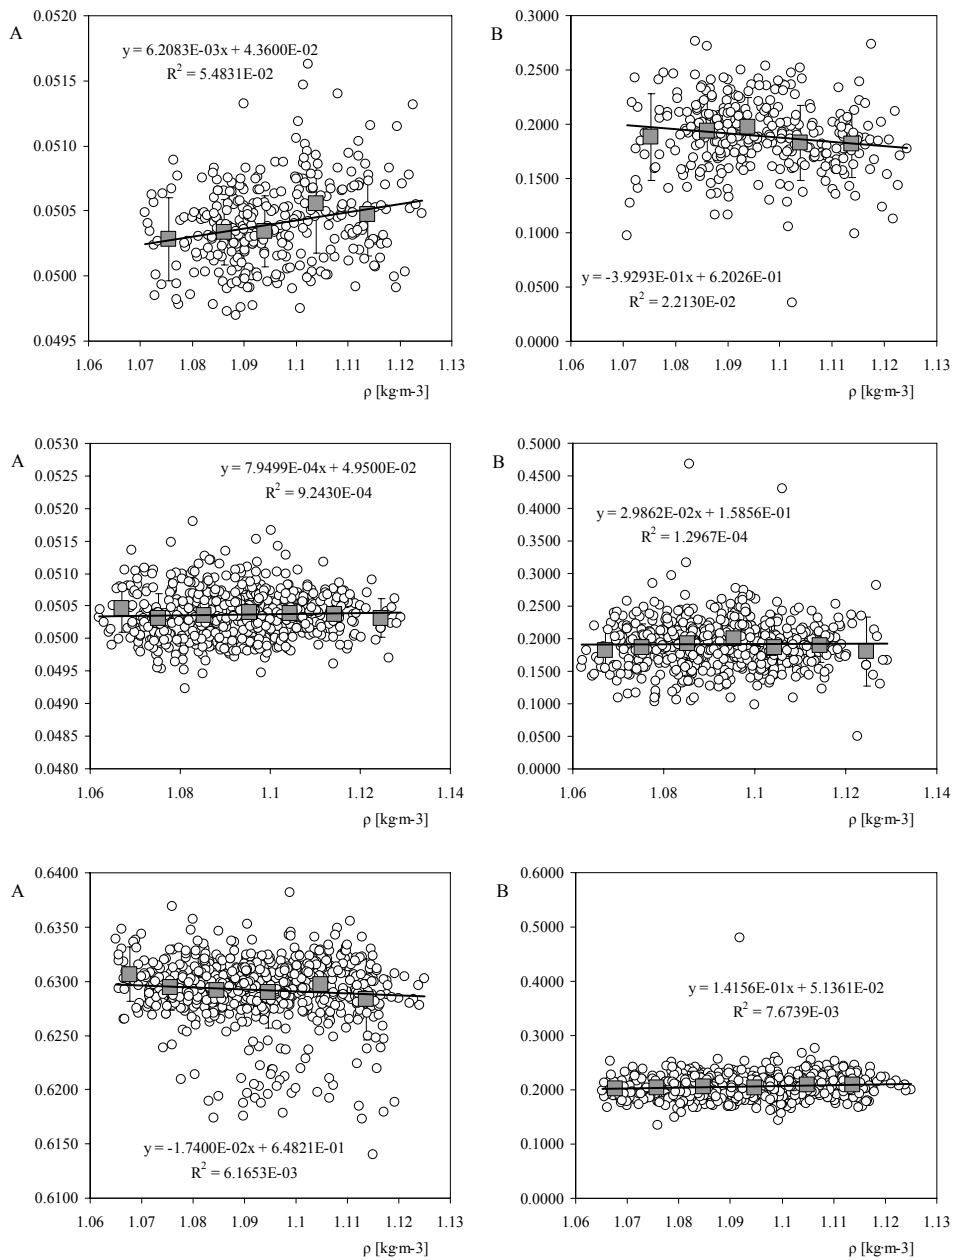 A
0.0520
0.0515
0.0510
0.0505
0.0500
0.0495
y = 6.2083E-03x + 4.3600E-02
R² = 5.4831E-02
1.06 1.07 1.08 1.09 1.1 1.11 1.12 1.13
ρ [kg·m-3]
B
0.3000
0.2500
0.2000
0.1500
0.1000
0.0500
0.0000
y = -3.9293E-01x + 6.2026E-01
R² = 2.2130E-02
1.06 1.07 1.08 1.09 1.1 1.11 1.12 1.13
ρ [kg·m-3]
A
0.0530
0.0525
0.0520
0.0515
0.0510
0.0505
0.0500
0.0495
0.0490
0.0485
0.0480
y = 7.9499E-04x + 4.9500E-02
R² = 9.2430E-04
1.06 1.08 1.1 1.12 1.14
ρ [kg·m-3]
B
0.5000
0.4500
0.4000
0.3500
0.3000
0.2500
0.2000
0.1500
0.1000
0.0500
0.0000
y = 2.9862E-02x + 1.5856E-01
R² = 1.2967E-04
1.06 1.08 1.1 1.12 1.14
ρ [kg·m-3]
A
0.6400
0.6350
0.6300
0.6250
0.6200
0.6150
0.6100
y = -1.7400E-02x + 6.4821E-01
R² = 6.1653E-03
1.06 1.07 1.08 1.09 1.1 1.11 1.12 1.13
ρ [kg·m-3]
B
0.6000
0.5000
0.4000
0.3000
0.2000
0.1000
0.0000
y = 1.4156E-01x + 5.1361E-02
R² = 7.6739E-03
1.06 1.07 1.08 1.09 1.1 1.11 1.12 1.13
ρ [kg·m-3]